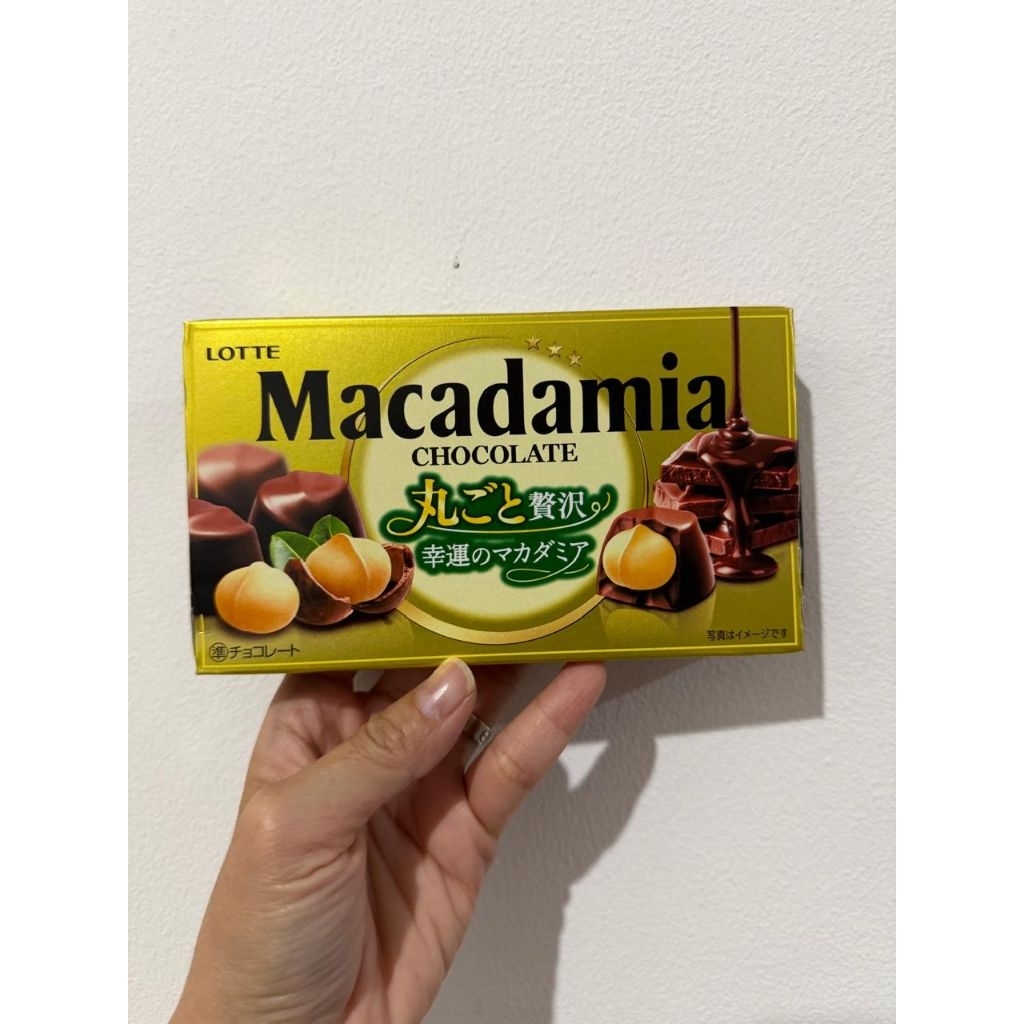 LOTTE
Macadamia
CHOCOLATE
丸ごと贅沢
幸運のマカダミア
写真はイメージです
準チョコレート